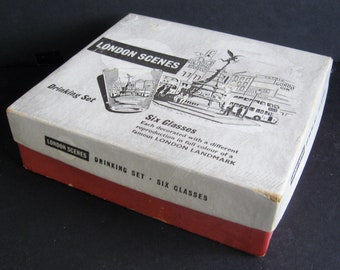 LONDON SCENES
Drinking Set
Six Glasses
Each decorated with a different
reproduction in full colour of a
famous LONDON LANDMARK
LONDON SCENES DRINKING SET · SIX GLASSES